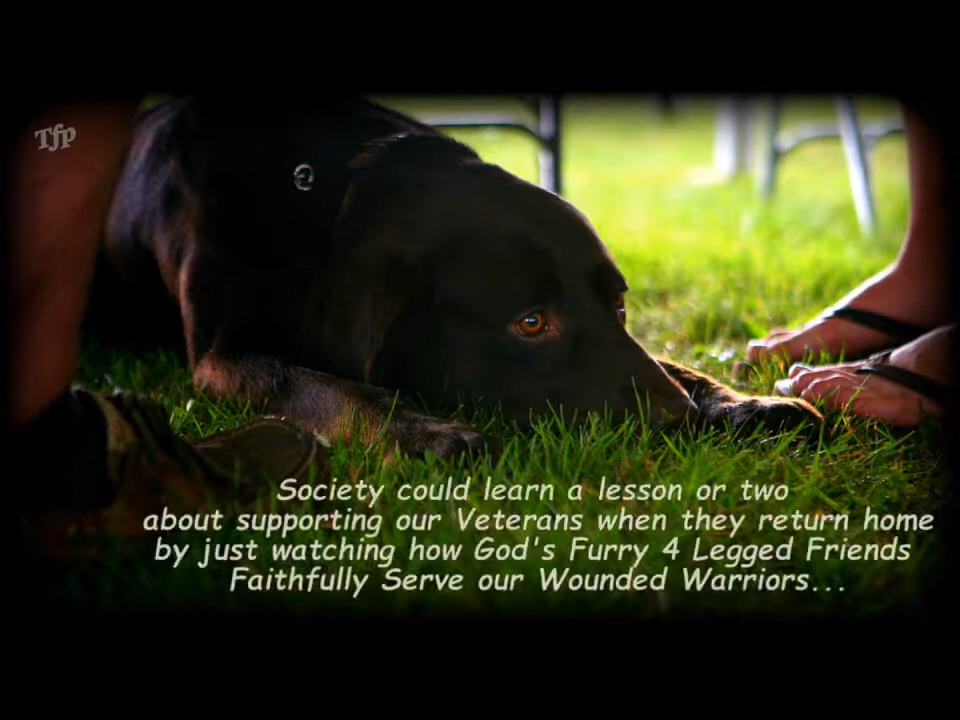 Tfp
Society could learn a lesson or two
about supporting our Veterans when they return home
by just watching how God's Furry 4 Legged Friends
Faithfully Serve our Wounded Warriors...